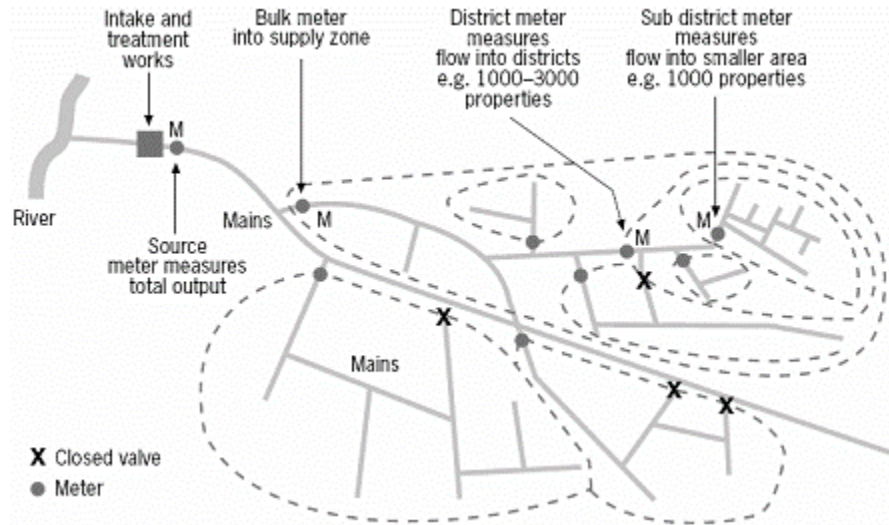 Intake and
treatment
works
Bulk meter
into supply zone
District meter
measures
flow into districts
e.g. 1000–3000
properties
Sub district meter
measures
flow into smaller area
e.g. 1000 properties
M
River
Source
meter measures
total output
Mains
M
M
M
Mains
X Closed valve
Meter
X
X
X
X